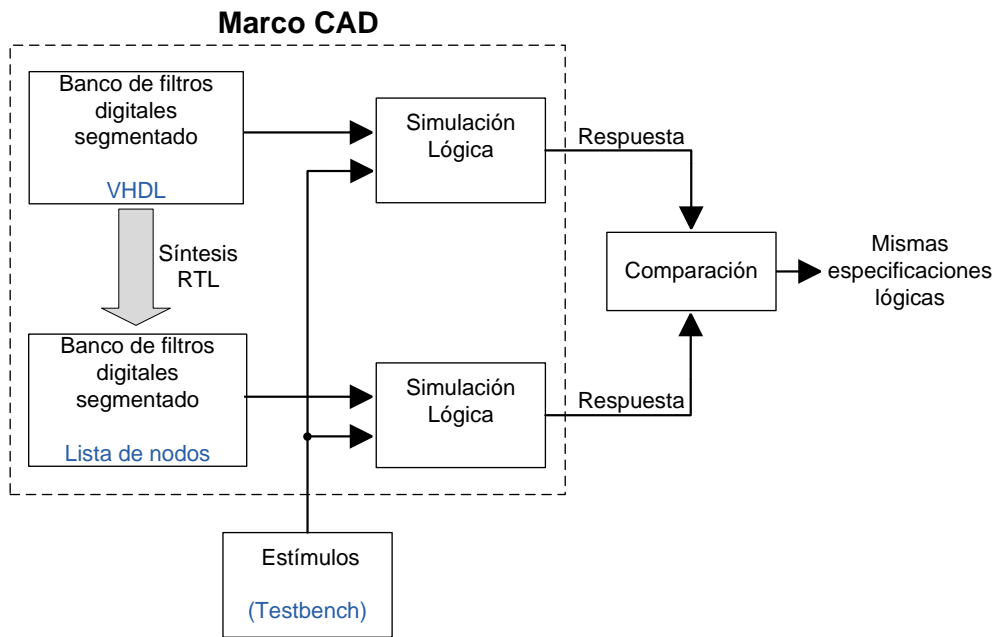 Marco CAD
Banco de filtros
digitales
segmentado
VHDL
Síntesis
RTL
Banco de filtros
digitales
segmentado
Lista de nodos
Simulación
Lógica
Respuesta
Simulación
Lógica
Respuesta
Comparación
Mismas
especificaciones
lógicas
Estímulos
(Testbench)